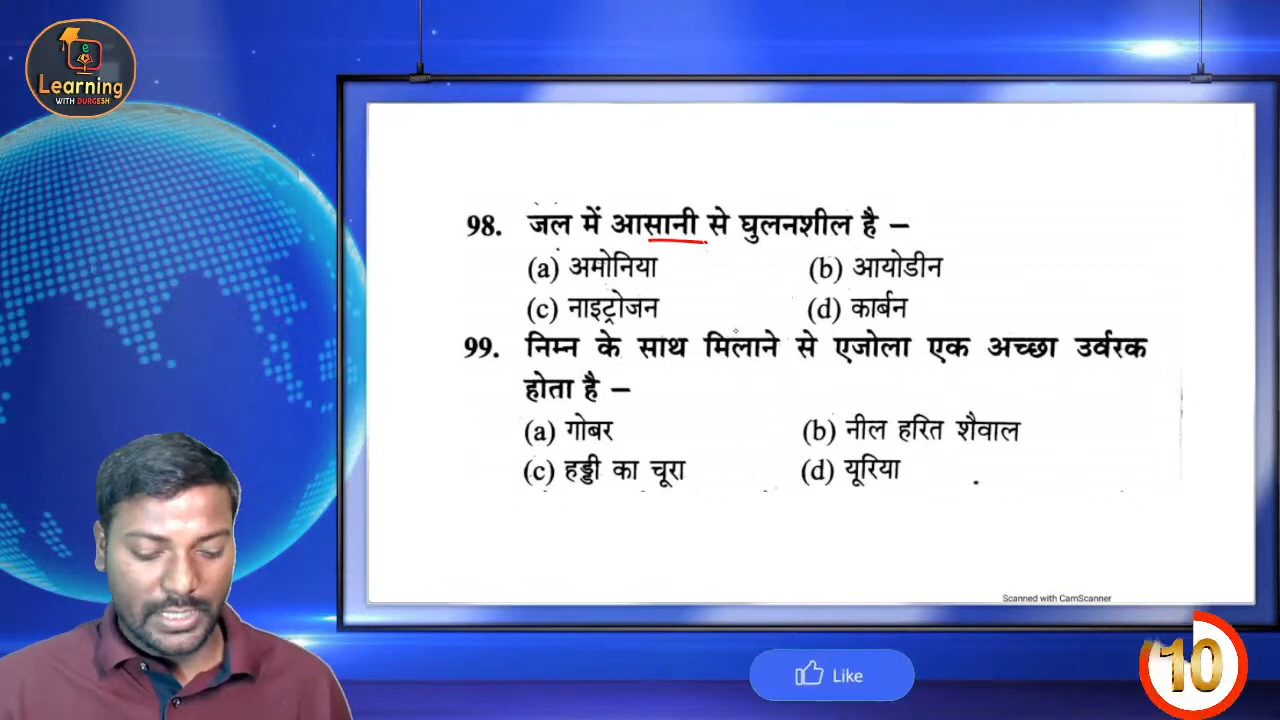 e
Learning
WITH DURGESH
98. जल में आसानी से घुलनशील है –
(a) अमोनिया (b) आयोडीन
(c) नाइट्रोजन (d) कार्बन
99. निम्न के साथ मिलाने से एजोला एक अच्छा उर्वरक
होता है –
(a) गोबर (b) नील हरित शैवाल
(c) हड्डी का चूरा (d) यूरिया
Scanned with CamScanner
Like
10